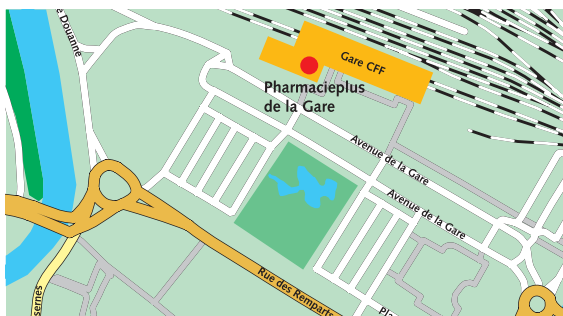 Douanne
Gare CFF
Pharmacieplus
de la Gare
Avenue de la Gare
Avenue de la Gare
Rue des Remparts
sernes
Pla